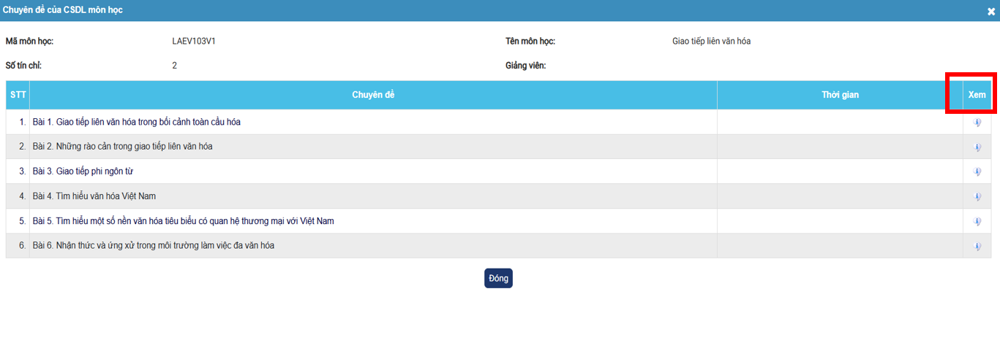 Chuyên đề của CSDL môn học
Mã môn học: LAEV103V1 Tên môn học: Giao tiếp liên văn hóa
Số tín chỉ: 2 Giảng viên:
STT Chuyên đề Thời gian Xem
1. Bài 1. Giao tiếp liên văn hóa trong bối cảnh toàn cầu hóa
2. Bài 2. Những rào cản trong giao tiếp liên văn hóa
3. Bài 3. Giao tiếp phi ngôn từ
4. Bài 4. Tìm hiểu văn hóa Việt Nam
5. Bài 5. Tìm hiểu một số nền văn hóa tiêu biểu có quan hệ thương mại với Việt Nam
6. Bài 6. Nhận thức và ứng xử trong môi trường làm việc đa văn hóa
Đóng